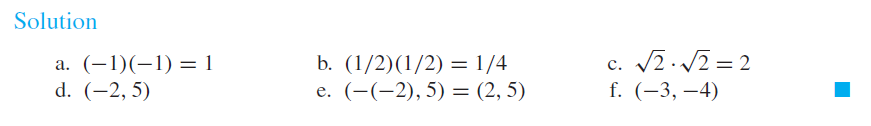 Solution
a. (−1)(−1) = 1 b. (1/2)(1/2) = 1/4 c. √2 · √2 = 2
d. (−2, 5) e. (−(−2), 5) = (2, 5) f. (−3, −4)